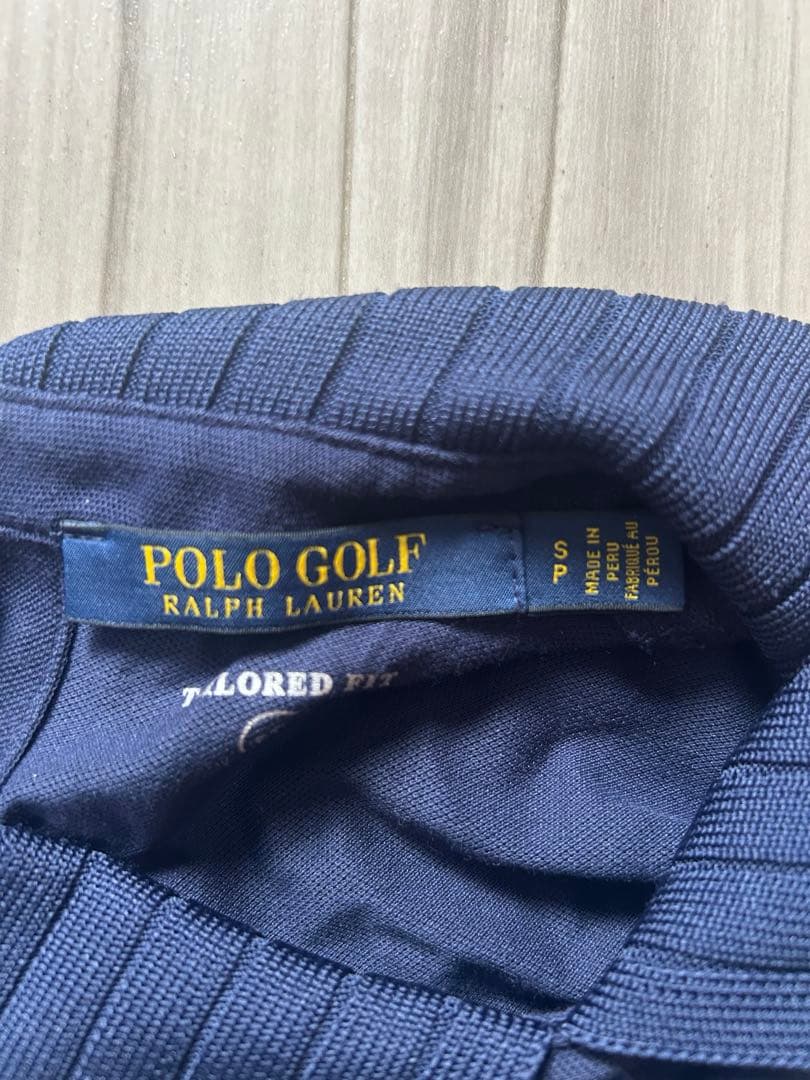 POLO GOLF
RALPH LAUREN
S
P
MADE IN
PERU
FABRIQUÉ AU
PÉROU
TAILORED FIT